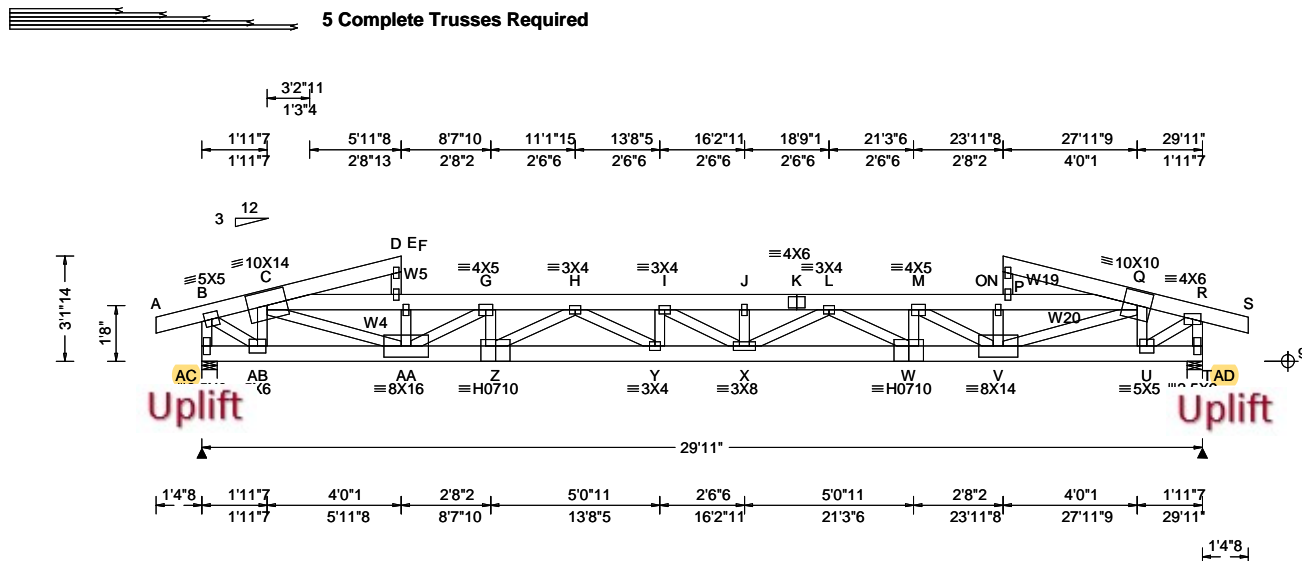 5 Complete Trusses Required
3'2"11
1'3"4
1'11"7 5'11"8 8'7"10 11'1"15 13'8"5 16'2"11 18'9"1 21'3"6 23'11"8 27'11"9 29'11"
1'11"7 2'8"13 2'8"2 2'6"6 2'6"6 2'6"6 2'6"6 2'6"6 2'8"2 4'0"1 1'11"7
12
3
D E F
≡4X6
≡10X14 ≡4X5 ≡3X4 ≡3X4 ≡3X4 ≡4X5 ≡10X10
≡5X5 C W5 G H I J K L M O N P W19 Q ≡4X6
A B R S
3'1"14
1'8"
W4 W20
AC AB AA Z Y X W V U T AD
X6 ≡8X16 ≡H0710 ≡3X4 ≡3X8 ≡H0710 ≡8X14 ≡5X5
Uplift Uplift
29'11"
1'4"8 1'11"7 4'0"1 2'8"2 5'0"11 2'6"6 5'0"11 2'8"2 4'0"1 1'11"7
1'11"7 5'11"8 8'7"10 13'8"5 16'2"11 21'3"6 23'11"8 27'11"9 29'11"
1'4"8